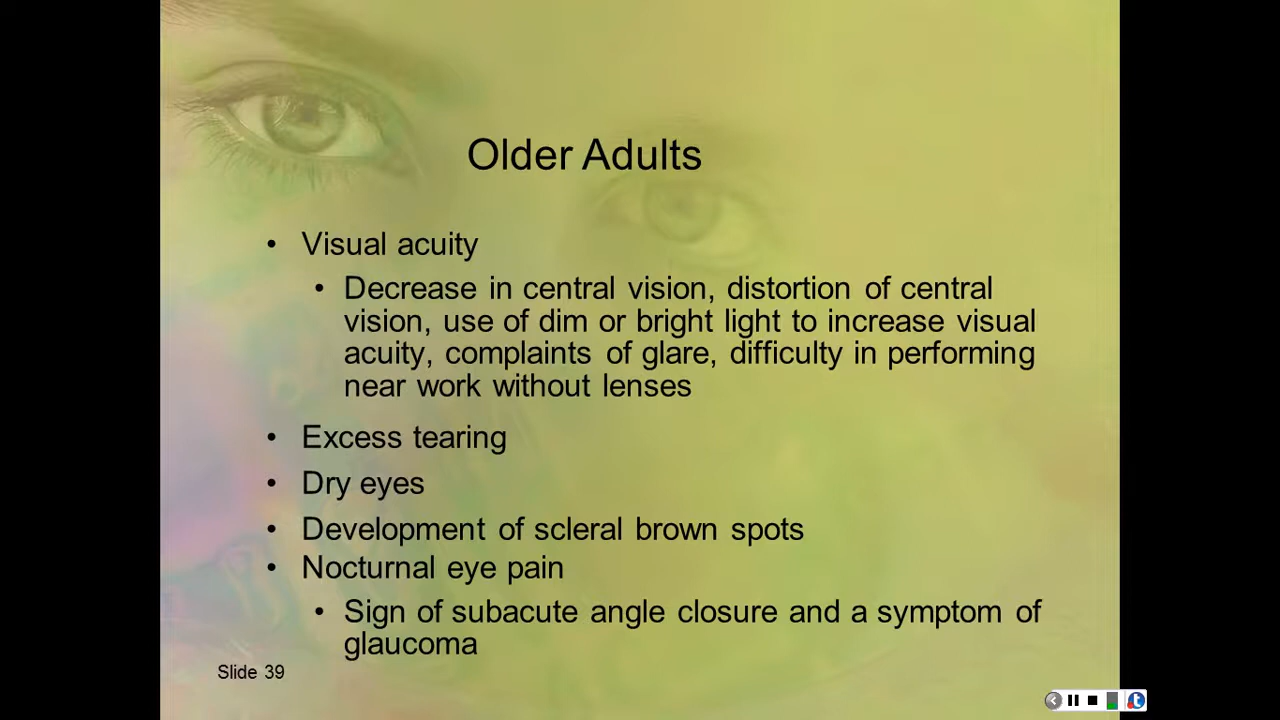 Older Adults
• Visual acuity
• Decrease in central vision, distortion of central
vision, use of dim or bright light to increase visual
acuity, complaints of glare, difficulty in performing
near work without lenses
• Excess tearing
• Dry eyes
• Development of scleral brown spots
• Nocturnal eye pain
• Sign of subacute angle closure and a symptom of
glaucoma
Slide 39